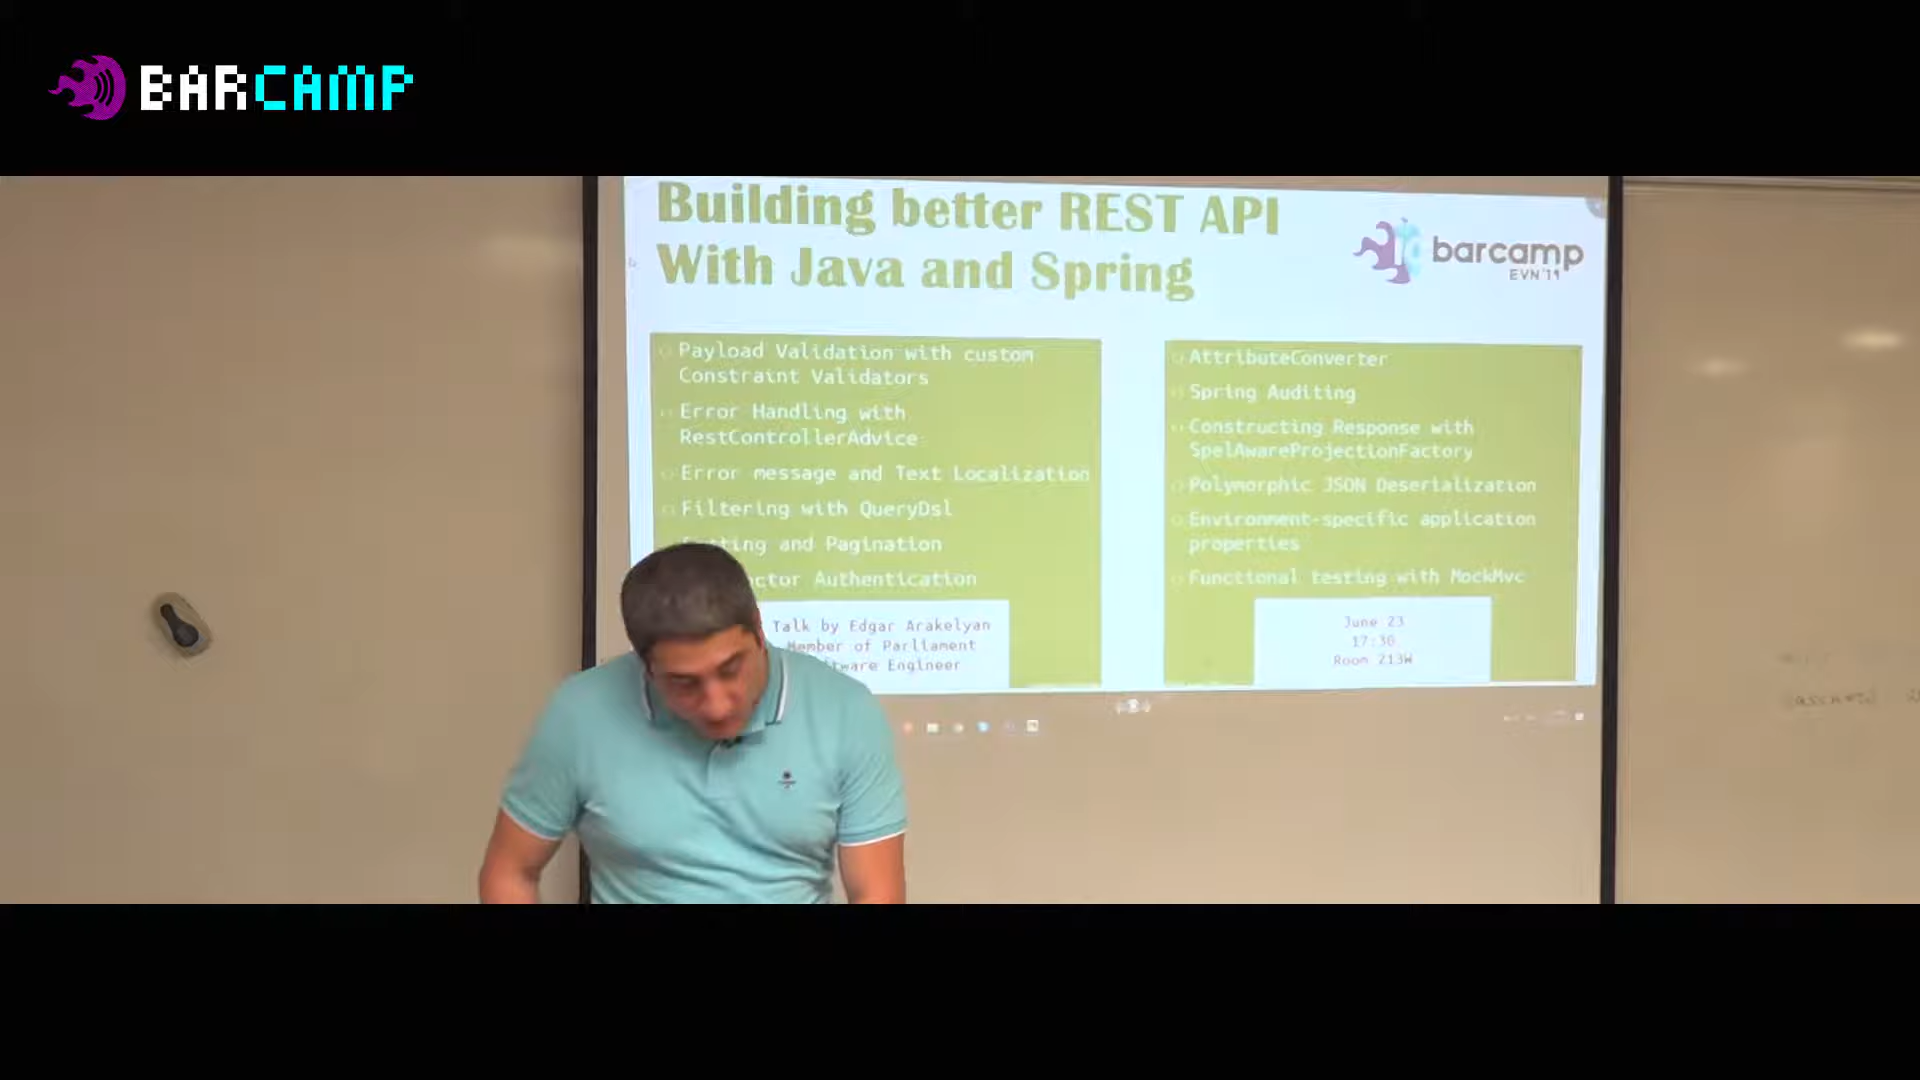 BARCAMP
Building better REST API
With Java and Spring
barcamp
EVN'19
Payload Validation with custom
Constraint Validators
Error Handling with
RestControllerAdvice
Error message and Text Localization
Filtering with QueryDsl
and Pagination
Authentication
Talk by Edgar Arakelyan
Member of Parliament
Engineer
AttributeConverter
Spring Auditing
Constructing Response with
SpelAwareProjectionFactory
Polymorphic JSON Deserialization
Environment-specific application
properties
Functional testing with MockMvc
June 23
17:30
Room 213W